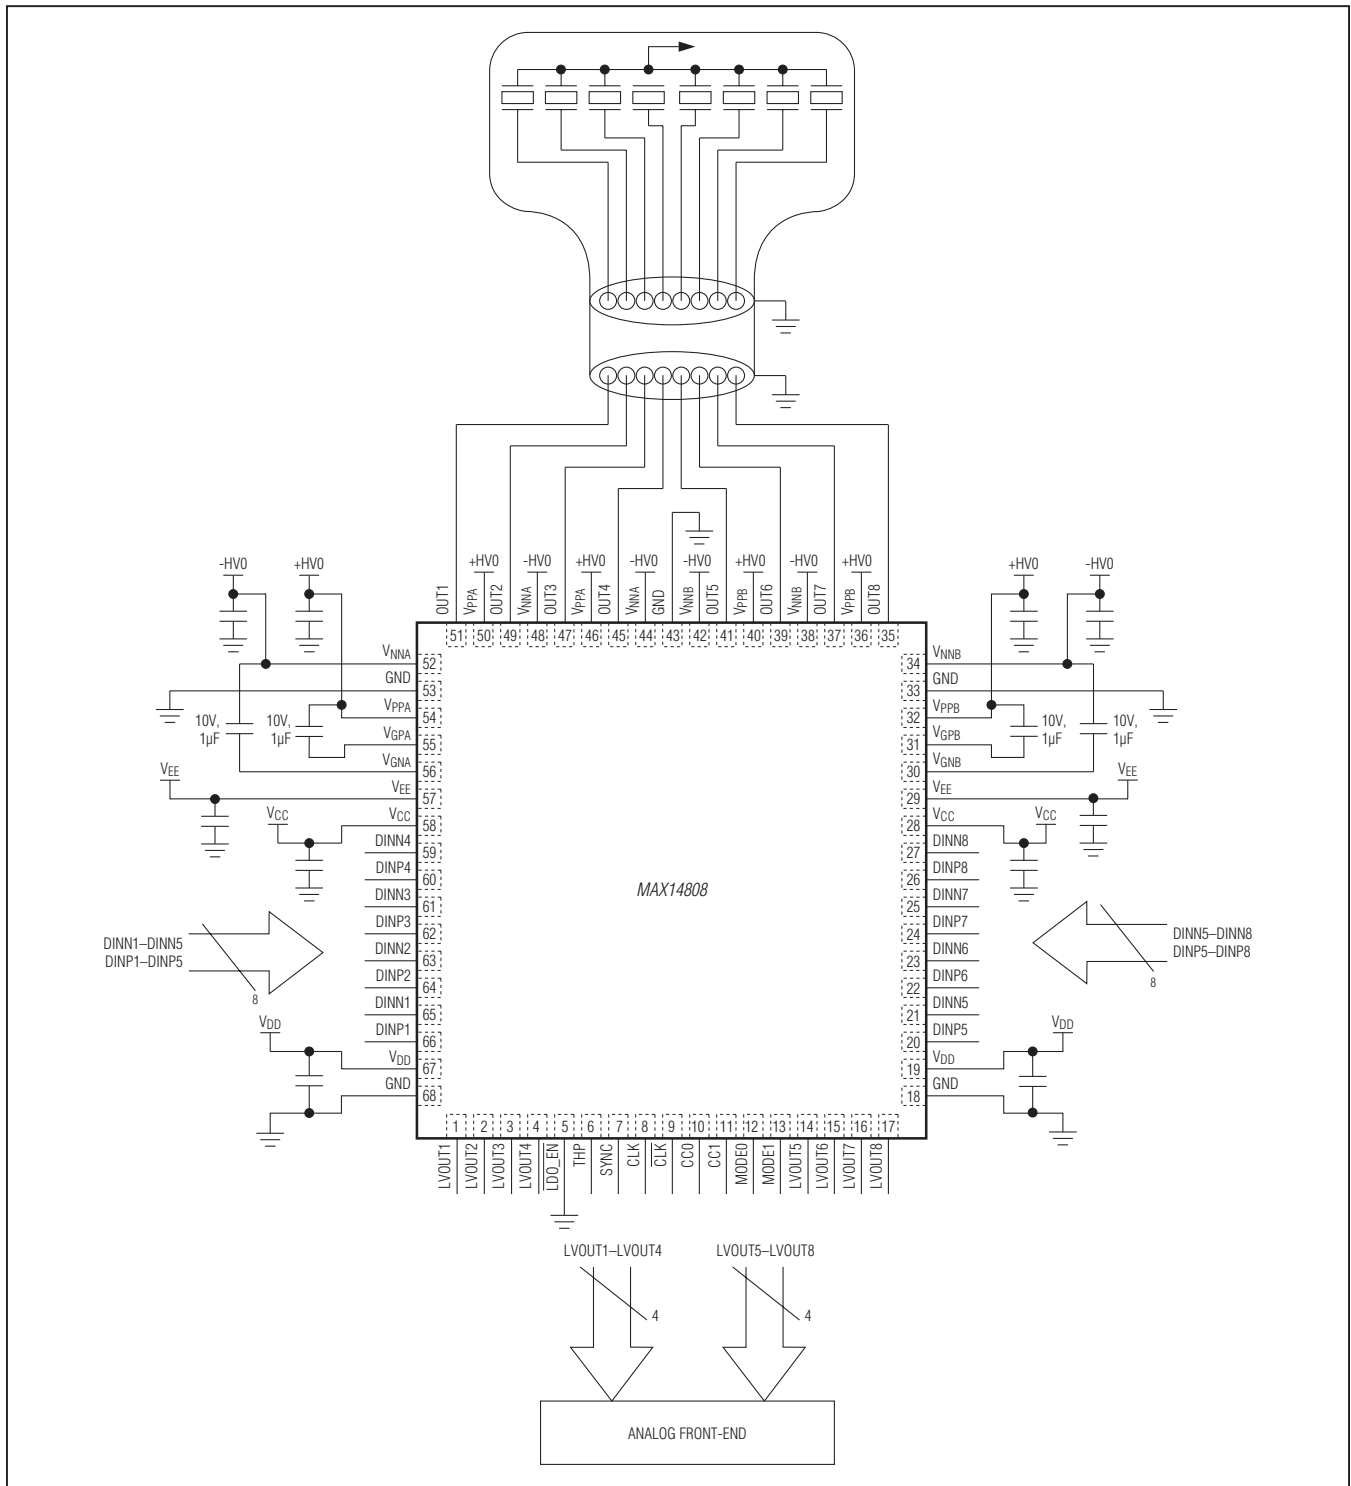 -HV0
+HV0
+HV0
-HV0
+HV0
-HV0
-HV0
+HV0
-HV0
+HV0
+HV0
-HV0
OUT1
VPPA
OUT2
VNNA
OUT3
VPPA
OUT4
VNNA
GND
VNNB
OUT5
VPPB
OUT6
VNNB
OUT7
VPPB
OUT8
51 50 49 48 47 46 45 44 43 42 41 40 39 38 37 36 35
VNNA 52
GND 53
VPPA 54
VGPA 55
VGNA 56
VEE 57
VCC 58
DINN4 59
DINP4 60
DINN3 61
DINP3 62
DINN2 63
DINP2 64
DINN1 65
DINP1 66
VDD 67
GND 68
10V,
1µF
10V,
1µF
VEE
VCC
DINN1–DINN5
DINP1–DINP5
8
VDD
MAX14808
34 VNNB
33 GND
32 VPPB
31 VGPB
30 VGNB
29 VEE
28 VCC
27 DINN8
26 DINP8
25 DINN7
24 DINP7
23 DINN6
22 DINP6
21 DINN5
20 DINP5
19 VDD
18 GND
10V,
1µF
10V,
1µF
VEE
VCC
DINN5–DINN8
DINP5–DINP8
8
VDD
1 2 3 4 5 6 7 8 9 10 11 12 13 14 15 16 17
LVOUT1
LVOUT2
LVOUT3
LVOUT4
LDO_EN
THP
SYNC
CLK
CLK
CC0
CC1
MODE0
MODE1
LVOUT5
LVOUT6
LVOUT7
LVOUT8
LVOUT1–LVOUT4
4
LVOUT5–LVOUT8
4
ANALOG FRONT-END